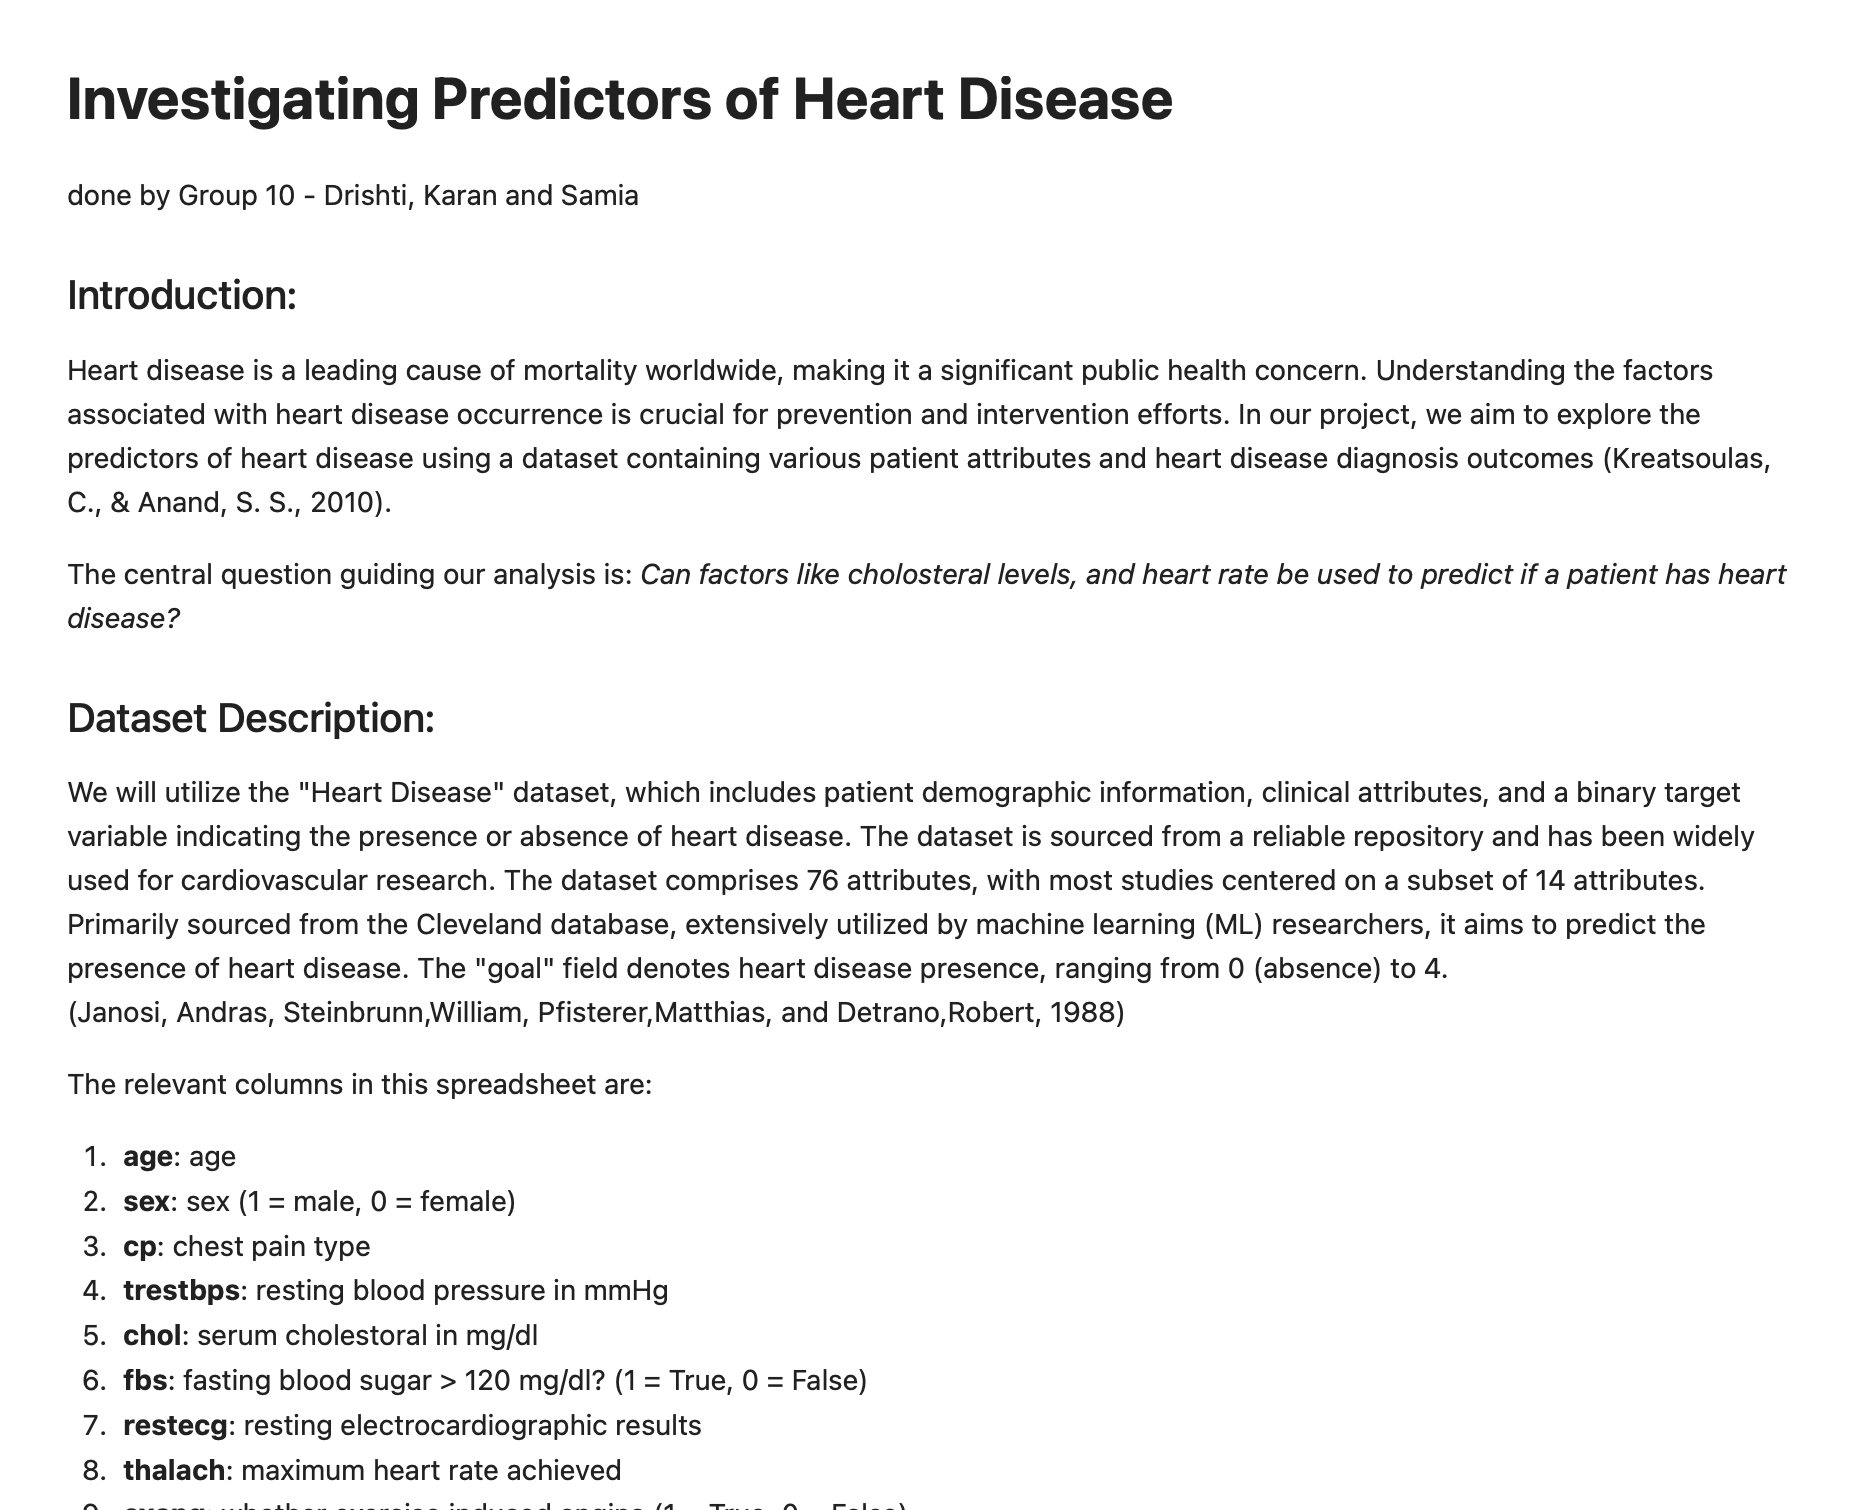 Investigating Predictors of Heart Disease
done by Group 10 - Drishti, Karan and Samia
Introduction:
Heart disease is a leading cause of mortality worldwide, making it a significant public health concern. Understanding the factors
associated with heart disease occurrence is crucial for prevention and intervention efforts. In our project, we aim to explore the
predictors of heart disease using a dataset containing various patient attributes and heart disease diagnosis outcomes (Kreatsoulas,
C., & Anand, S. S., 2010).
The central question guiding our analysis is: Can factors like cholosteral levels, and heart rate be used to predict if a patient has heart
disease?
Dataset Description:
We will utilize the "Heart Disease" dataset, which includes patient demographic information, clinical attributes, and a binary target
variable indicating the presence or absence of heart disease. The dataset is sourced from a reliable repository and has been widely
used for cardiovascular research. The dataset comprises 76 attributes, with most studies centered on a subset of 14 attributes.
Primarily sourced from the Cleveland database, extensively utilized by machine learning (ML) researchers, it aims to predict the
presence of heart disease. The "goal" field denotes heart disease presence, ranging from 0 (absence) to 4.
(Janosi, Andras, Steinbrunn,William, Pfisterer,Matthias, and Detrano,Robert, 1988)
The relevant columns in this spreadsheet are:
1. age: age
2. sex: sex (1 = male, 0 = female)
3. cp: chest pain type
4. trestbps: resting blood pressure in mmHg
5. chol: serum cholestoral in mg/dl
6. fbs: fasting blood sugar > 120 mg/dl? (1 = True, 0 = False)
7. restecg: resting electrocardiographic results
8. thalach: maximum heart rate achieved
9. exang: whether exercise induced angina (1 = True, 0 = False)